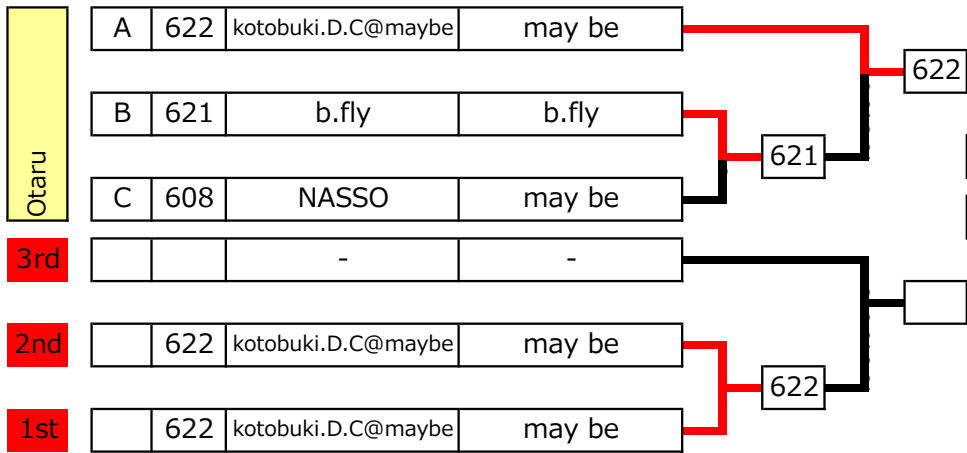 Otaru
A 622 kotobuki.D.C@maybe may be
622
B 621 b.fly b.fly
621
C 608 NASSO may be
3rd - -
2nd 622 kotobuki.D.C@maybe may be
622
1st 622 kotobuki.D.C@maybe may be